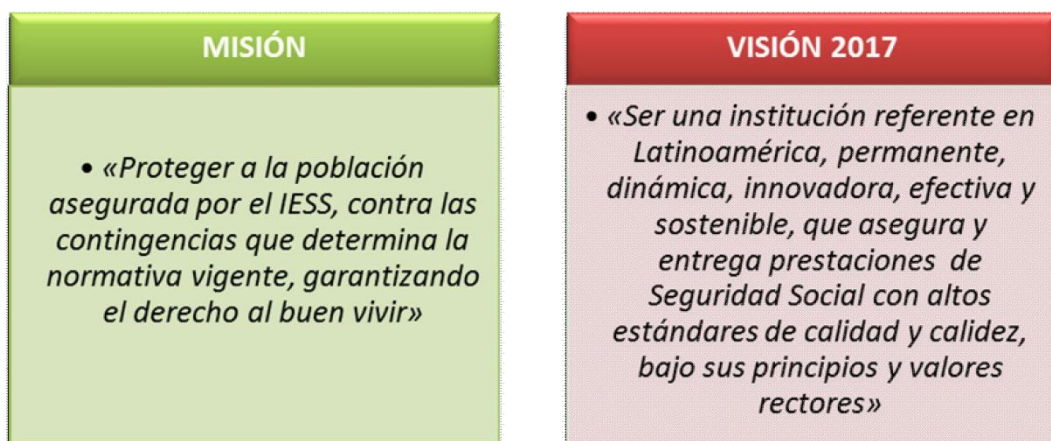 MISIÓN
• «Proteger a la población
asegurada por el IESS, contra las
contingencias que determina la
normativa vigente, garantizando
el derecho al buen vivir»
VISIÓN 2017
• «Ser una institución referente en
Latinoamérica, permanente,
dinámica, innovadora, efectiva y
sostenible, que asegura y
entrega prestaciones de
Seguridad Social con altos
estándares de calidad y calidez,
bajo sus principios y valores
rectores»